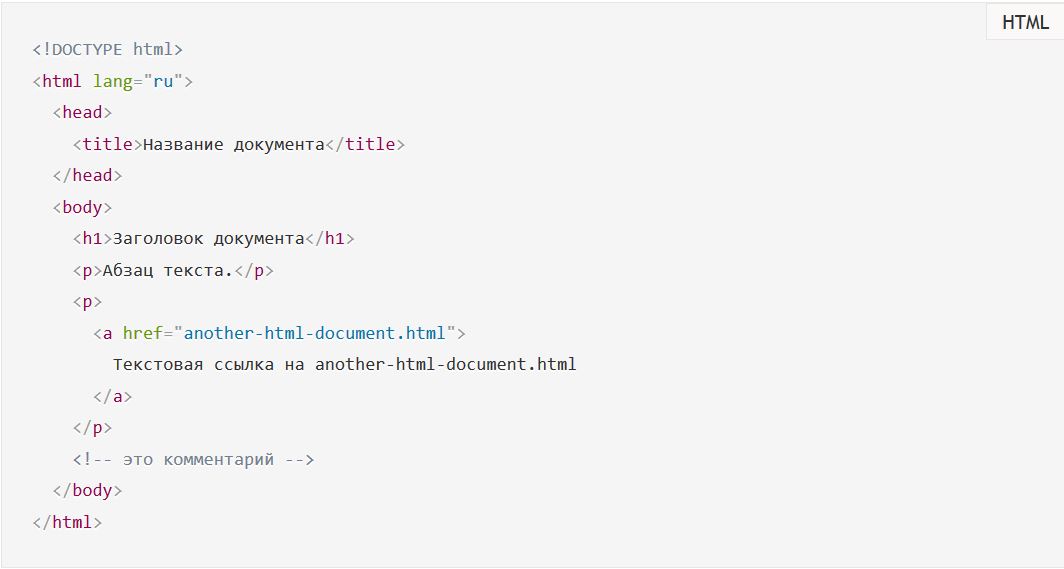 HTML
<!DOCTYPE html>
<html lang="ru">
  <head>
    <title>Название документа</title>
  </head>
  <body>
    <h1>Заголовок документа</h1>
    <p>Абзац текста.</p>
    <p>
      <a href="another-html-document.html">
        Текстовая ссылка на another-html-document.html
      </a>
    </p>
    <!-- это комментарий -->
  </body>
</html>